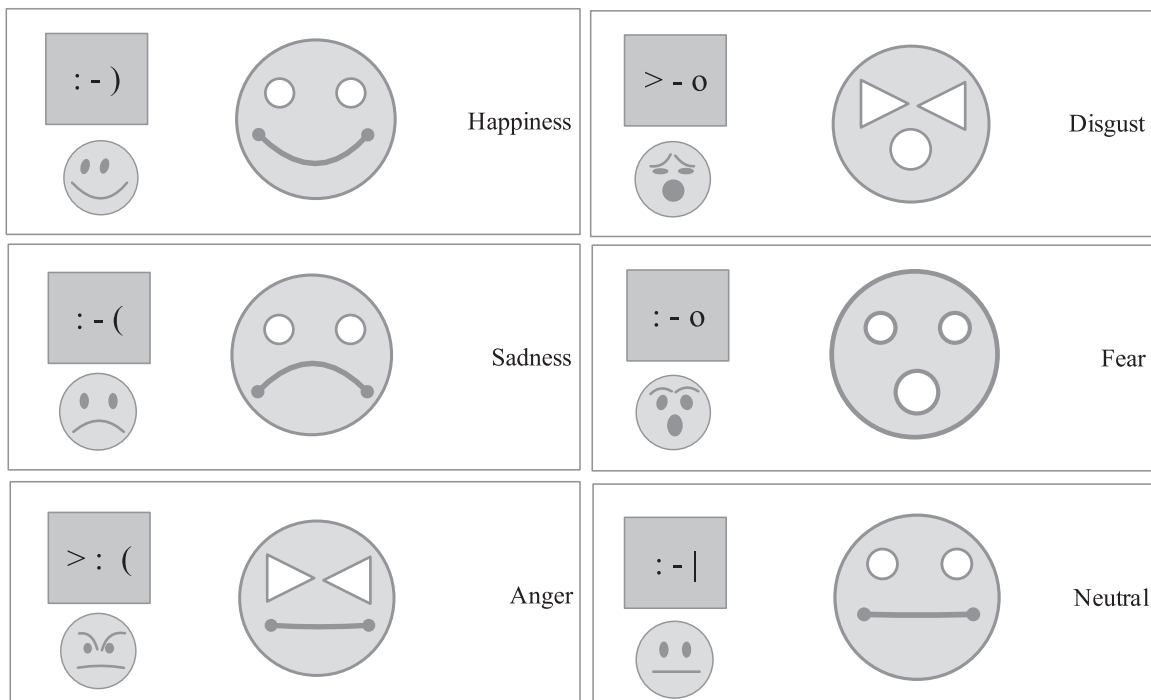 : - )
Happiness
> - o
Disgust
: - (
Sadness
: - o
Fear
> :  (
Anger
: - |
Neutral